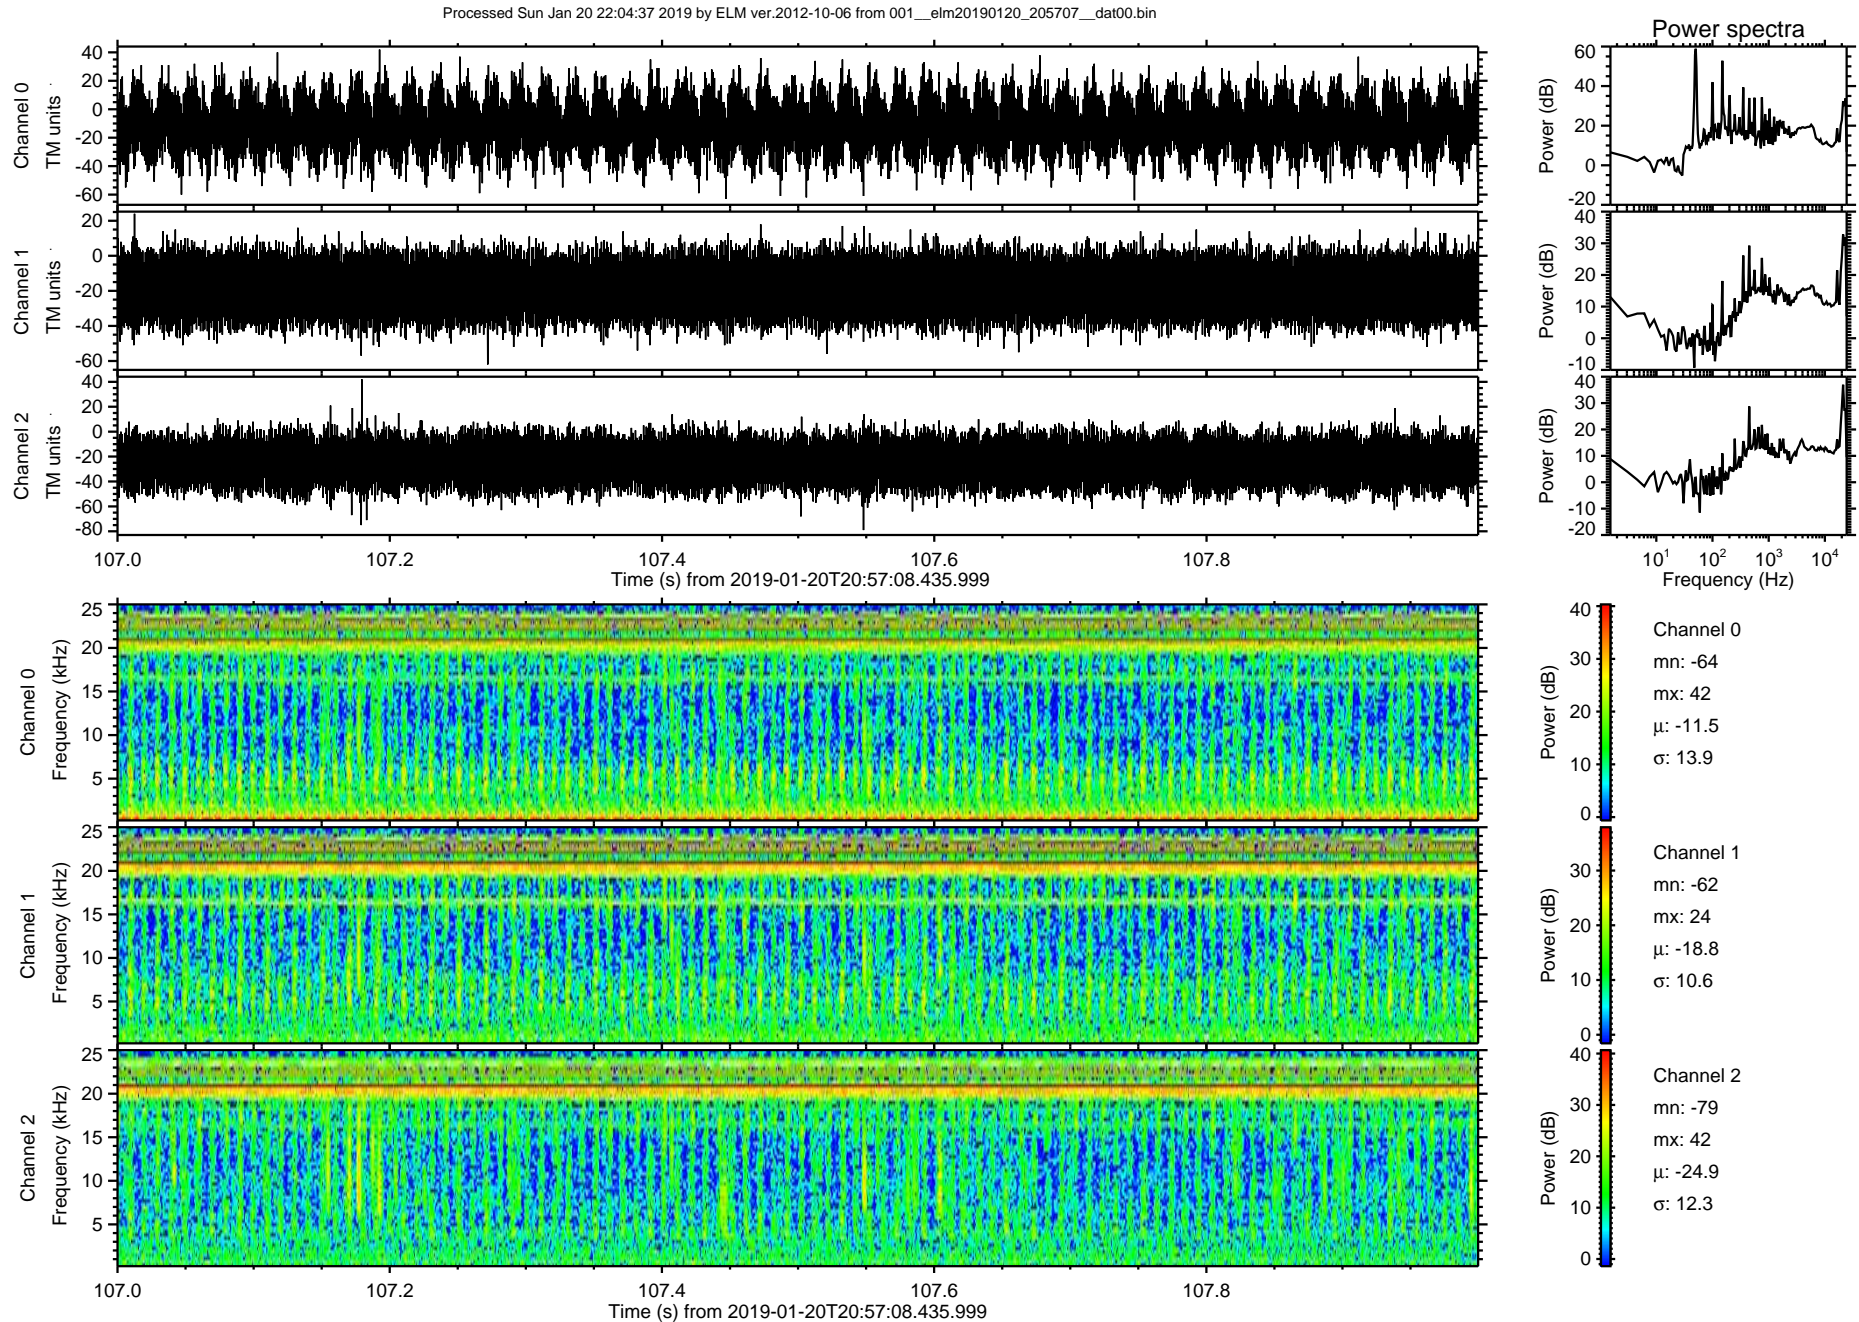 Processed Sun Jan 20 22:04:37 2019 by ELM ver.2012-10-06 from 001__elm20190120_205707__dat00.bin
Power spectra
Channel 0
TM units
40
20
0
-20
-40
-60
Power (dB)
60
40
20
0
-20
Channel 1
TM units
20
0
-20
-40
-60
Power (dB)
40
30
20
10
0
-10
Channel 2
TM units
40
20
0
-20
-40
-60
-80
Power (dB)
40
30
20
10
0
-10
-20
107.0 107.2 107.4 107.6 107.8
Time (s) from 2019-01-20T20:57:08.435.999
10^1 10^2 10^3 10^4
Frequency (Hz)
Channel 0
Frequency (kHz)
25
20
15
10
5
Power (dB)
40
30
20
10
0
Channel 0
mn: -64
mx: 42
μ: -11.5
σ: 13.9
Channel 1
Frequency (kHz)
25
20
15
10
5
Power (dB)
30
20
10
0
Channel 1
mn: -62
mx: 24
μ: -18.8
σ: 10.6
Channel 2
Frequency (kHz)
25
20
15
10
5
Power (dB)
40
30
20
10
0
Channel 2
mn: -79
mx: 42
μ: -24.9
σ: 12.3
107.0 107.2 107.4 107.6 107.8
Time (s) from 2019-01-20T20:57:08.435.999